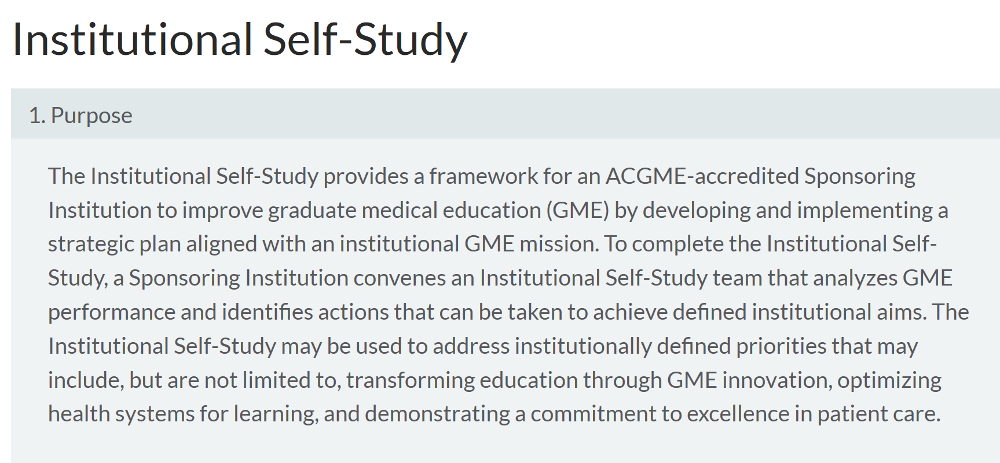 Institutional Self-Study
1. Purpose
The Institutional Self-Study provides a framework for an ACGME-accredited Sponsoring
Institution to improve graduate medical education (GME) by developing and implementing a
strategic plan aligned with an institutional GME mission. To complete the Institutional Self-
Study, a Sponsoring Institution convenes an Institutional Self-Study team that analyzes GME
performance and identifies actions that can be taken to achieve defined institutional aims. The
Institutional Self-Study may be used to address institutionally defined priorities that may
include, but are not limited to, transforming education through GME innovation, optimizing
health systems for learning, and demonstrating a commitment to excellence in patient care.